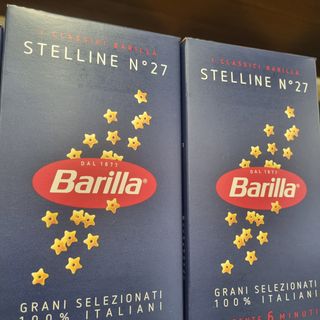 I CLASSICI BARILLA
STELLINE N°27
DAL 1877
Barilla®
GRANI SELEZIONATI
100% ITALIANI
I CLASSICI BARILLA
STELLINE N°27
DAL 1877
Barilla®
GRANI SELEZIONATI
100% ITALIANI
6 MINUTI